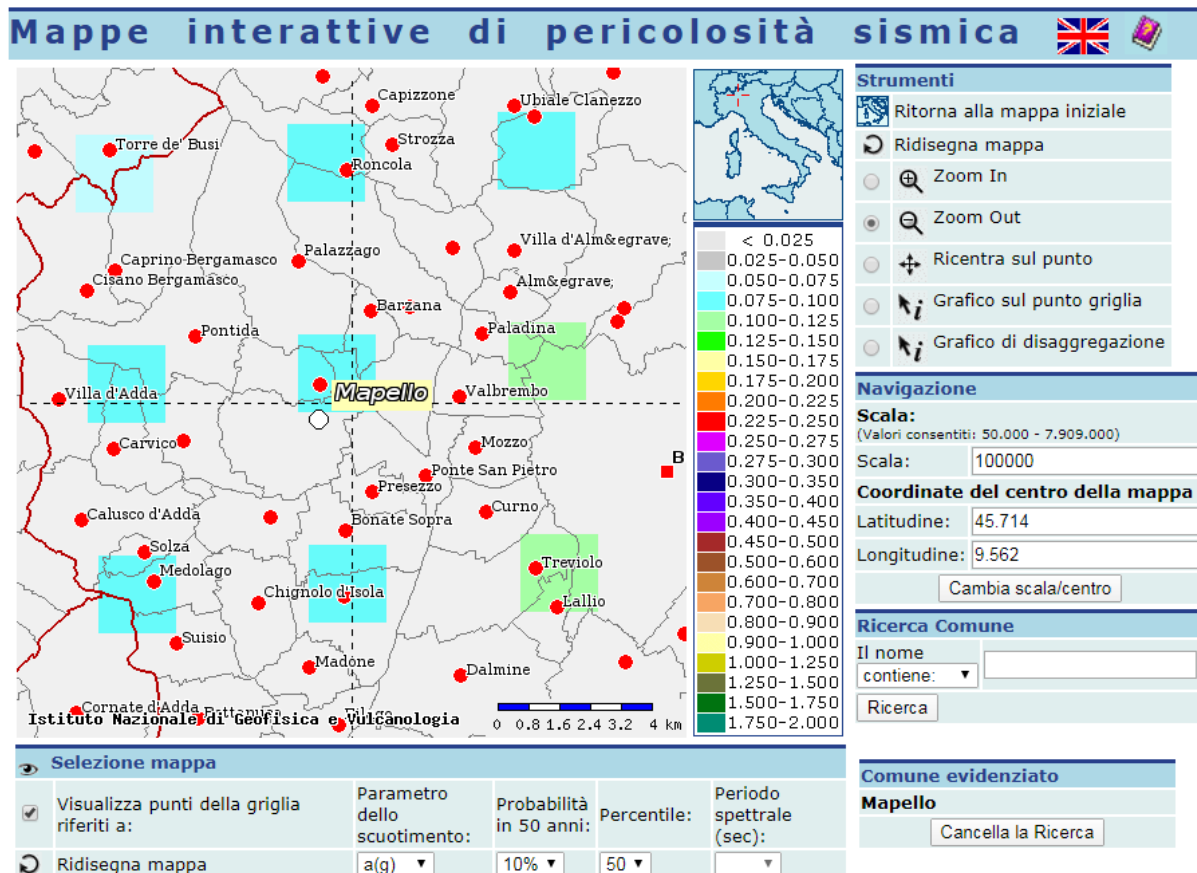 Mappe interattive di pericolosità sismica
Capizzone
Ubiale Clanezzo
Torre de' Busi
Strozza
Roncola
Palazzago
Villa d'Alm&egrave;
Caprino Bergamasco
Cisano Bergamasco
Alm&egrave;
Barzana
Pontida
Paladina
Villa d'Adda
Mapello
Valbrembo
Carvico
Mozzo
B
Ponte San Pietro
Presezzo
Calusco d'Adda
Curno
Bonate Sopra
Solza
Medolago
Treviolo
Chignolo d'Isola
Lallio
Suisio
Madone
Dalmine
Cornate d'Adda
Istituto Nazionale di Geofisica e Vulcanologia
0 0.8 1.6 2.4 3.2 4 km
< 0.025
0.025-0.050
0.050-0.075
0.075-0.100
0.100-0.125
0.125-0.150
0.150-0.175
0.175-0.200
0.200-0.225
0.225-0.250
0.250-0.275
0.275-0.300
0.300-0.350
0.350-0.400
0.400-0.450
0.450-0.500
0.500-0.600
0.600-0.700
0.700-0.800
0.800-0.900
0.900-1.000
1.000-1.250
1.250-1.500
1.500-1.750
1.750-2.000
Strumenti
Ritorna alla mappa iniziale
Ridisegna mappa
Zoom In
Zoom Out
Ricentra sul punto
Grafico sul punto griglia
Grafico di disaggregazione
Navigazione
Scala:
(Valori consentiti: 50.000 - 7.909.000)
Scala: 100000
Coordinate del centro della mappa
Latitudine: 45.714
Longitudine: 9.562
Cambia scala/centro
Ricerca Comune
Il nome
contiene:
Ricerca
Selezione mappa
Visualizza punti della griglia
riferiti a:
Parametro
dello
scuotimento:
Probabilità
in 50 anni:
Percentile:
Periodo
spettrale
(sec):
Ridisegna mappa
a(g)
10%
50
Comune evidenziato
Mapello
Cancella la Ricerca